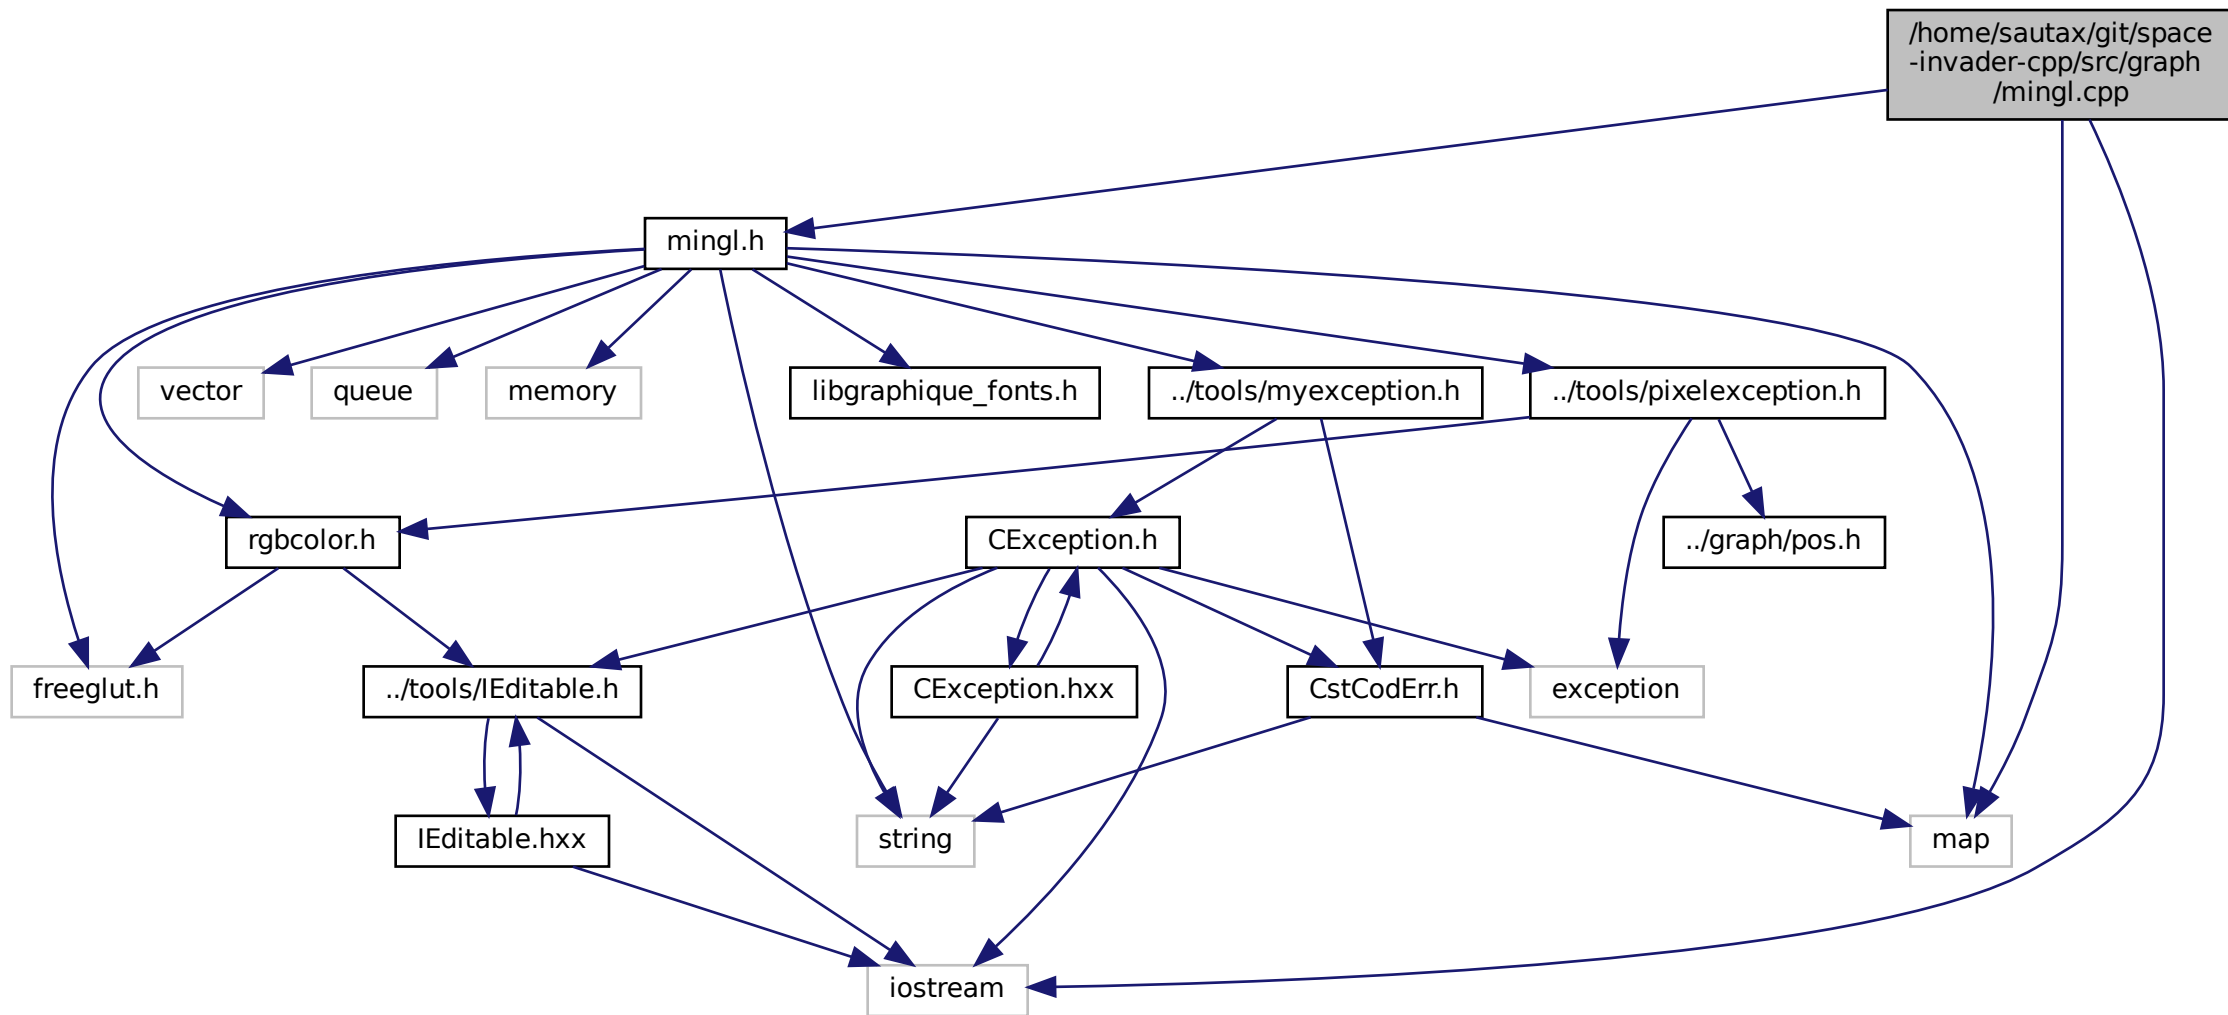 /home/sautax/git/space
-invader-cpp/src/graph
/mingl.cpp
mingl.h
vector
queue
memory
libgraphique_fonts.h
../tools/myexception.h
../tools/pixelexception.h
rgbcolor.h
CException.h
../graph/pos.h
freeglut.h
../tools/IEditable.h
CException.hxx
CstCodErr.h
exception
IEditable.hxx
string
map
iostream